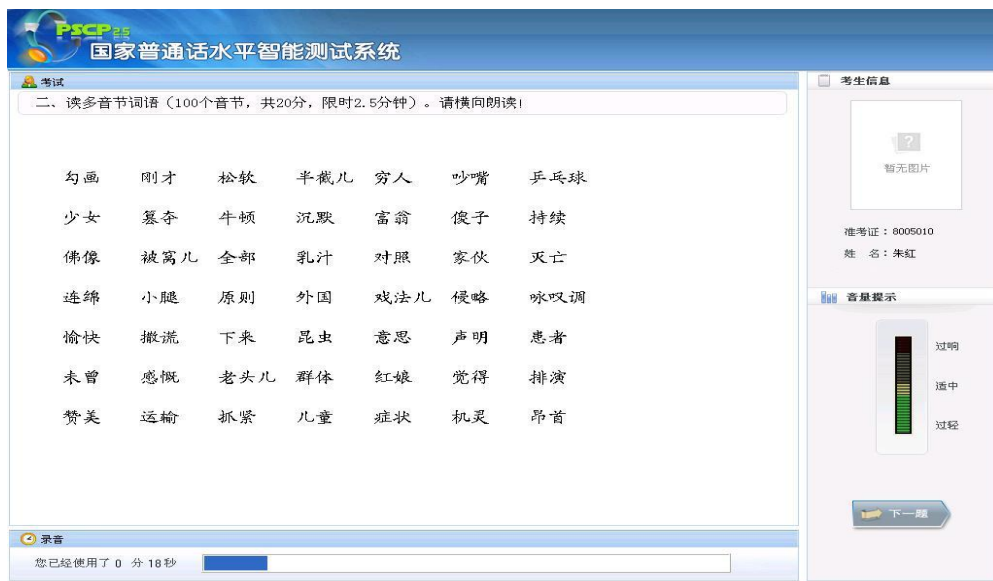 PSCP2.5
国家普通话水平智能测试系统
考试
二、读多音节词语（100个音节，共20分，限时2.5分钟）。请横向朗读!
勾画 刚才 松软 半截儿 穷人 吵嘴 乒乓球
少女 篡夺 牛顿 沉默 富翁 傻子 持续
佛像 被窝儿 全部 乳汁 对照 家伙 灭亡
连绵 小腿 原则 外国 戏法儿 侵略 咏叹调
愉快 撒谎 下来 昆虫 意思 声明 患者
未曾 感慨 老头儿 群体 红娘 觉得 排演
赞美 运输 抓紧 儿童 症状 机灵 昂首
录音
您已经使用了 0 分 18秒
考生信息
?
暂无图片
准考证：8005010
姓 名：朱红
音量提示
过响
适中
过轻
下一题